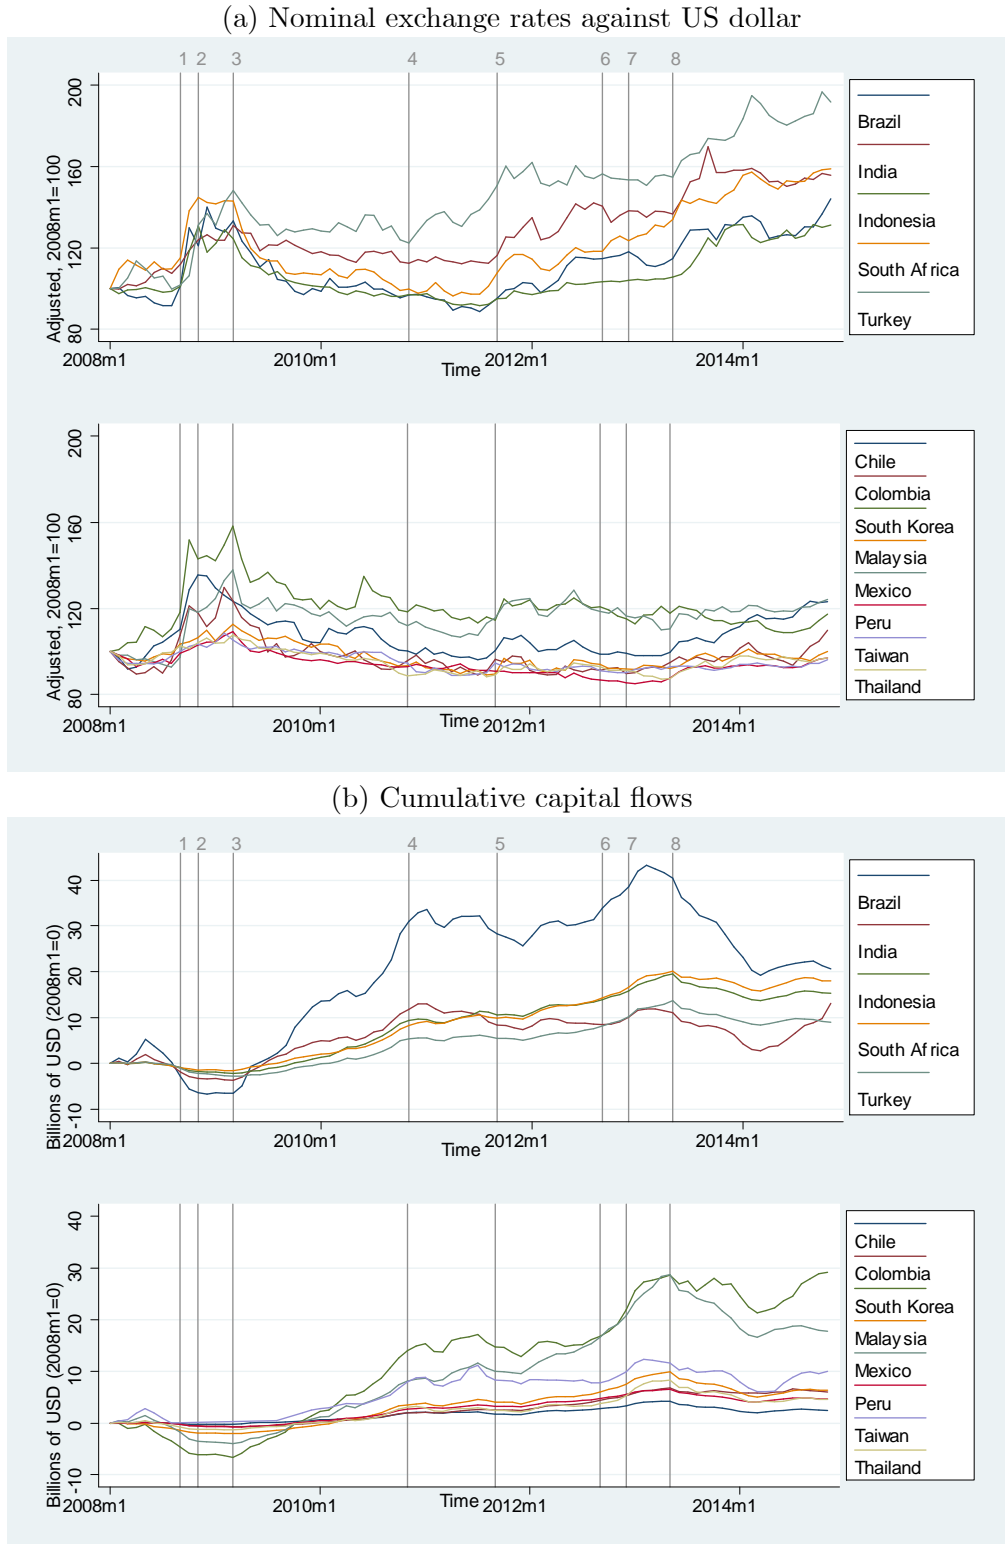 (a) Nominal exchange rates against US dollar
1 2 3 4 5 6 7 8
Adjusted, 2008m1=100
200
160
120
80
2008m1 2010m1 2012m1 2014m1
Time
Brazil
India
Indonesia
South Africa
Turkey
Adjusted, 2008m1=100
200
160
120
80
2008m1 2010m1 2012m1 2014m1
Time
Chile
Colombia
South Korea
Malaysia
Mexico
Peru
Taiwan
Thailand
(b) Cumulative capital flows
1 2 3 4 5 6 7 8
Billions of USD (2008m1=0)
40
30
20
10
0
-10
2008m1 2010m1 2012m1 2014m1
Time
Brazil
India
Indonesia
South Africa
Turkey
Billions of USD (2008m1=0)
40
30
20
10
0
-10
2008m1 2010m1 2012m1 2014m1
Time
Chile
Colombia
South Korea
Malaysia
Mexico
Peru
Taiwan
Thailand